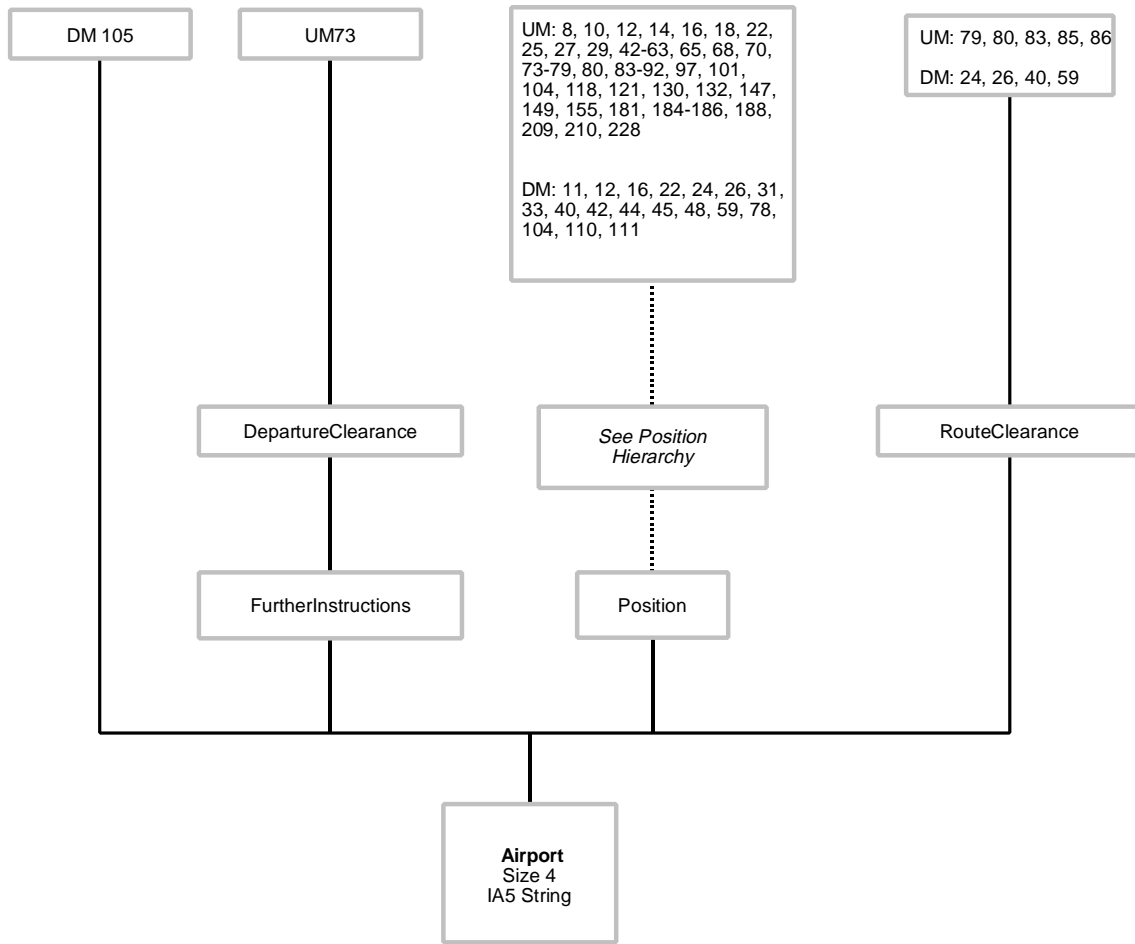 DM 105
UM73
UM: 8, 10, 12, 14, 16, 18, 22,
25, 27, 29, 42-63, 65, 68, 70,
73-79, 80, 83-92, 97, 101,
104, 118, 121, 130, 132, 147,
149, 155, 181, 184-186, 188,
209, 210, 228
DM: 11, 12, 16, 22, 24, 26, 31,
33, 40, 42, 44, 45, 48, 59, 78,
104, 110, 111
UM: 79, 80, 83, 85, 86
DM: 24, 26, 40, 59
DepartureClearance
See Position
Hierarchy
RouteClearance
FurtherInstructions
Position
Airport
Size 4
IA5 String